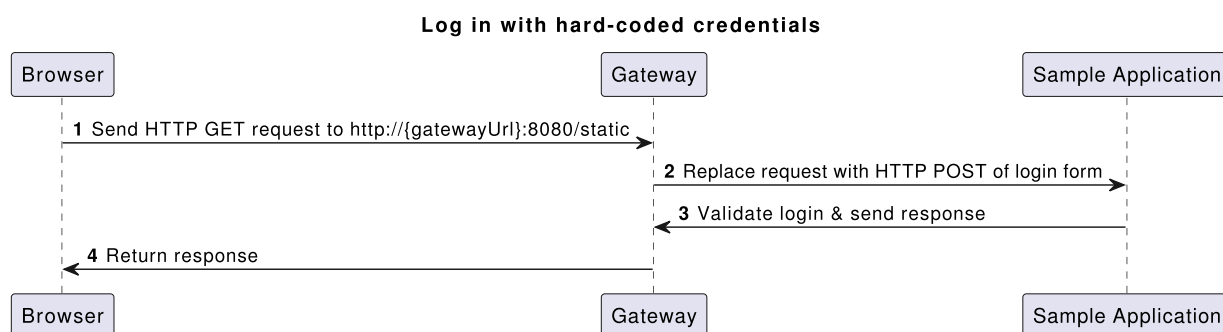 Log in with hard-coded credentials
Browser Gateway Sample Application
1 Send HTTP GET request to http://{gatewayUrl}:8080/static
2 Replace request with HTTP POST of login form
3 Validate login & send response
4 Return response
Browser Gateway Sample Application